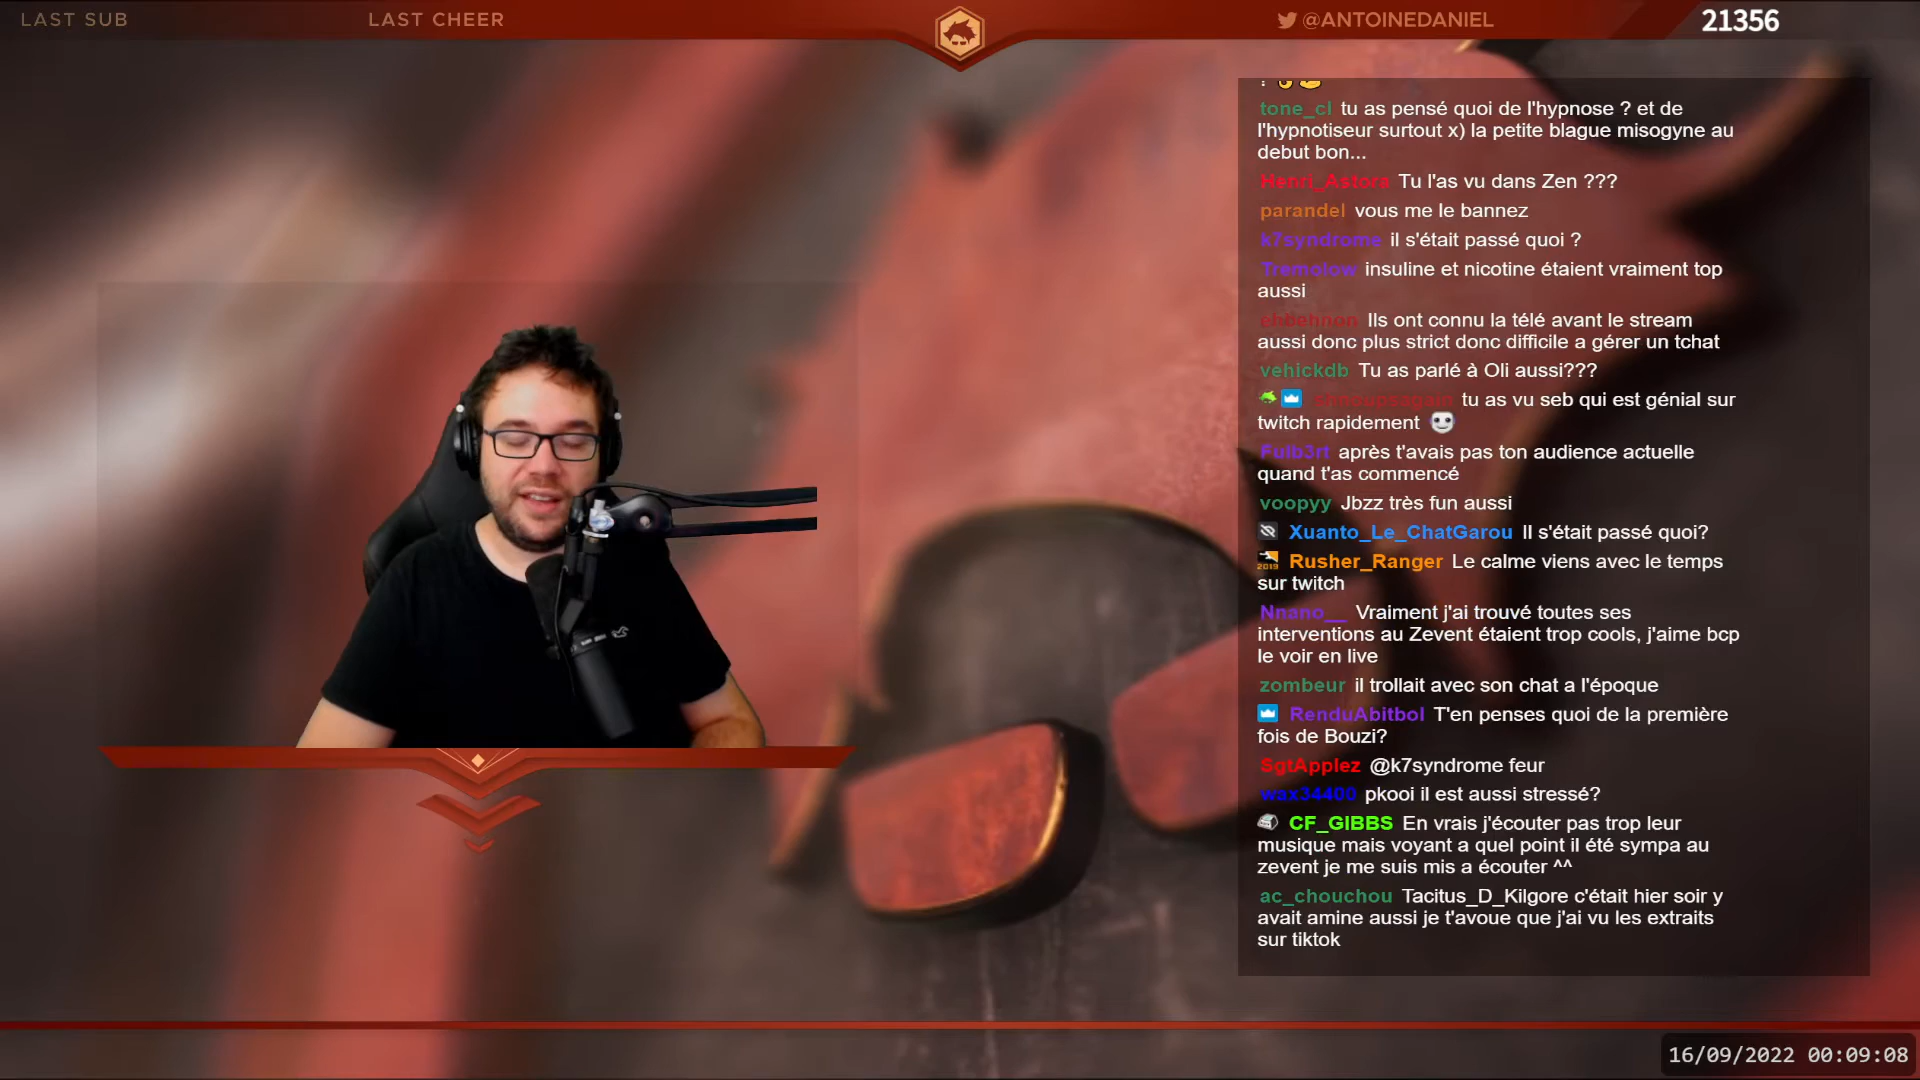 LAST SUB
LAST CHEER
@ANTOINEDANIEL
21356
tone_cl tu as pensé quoi de l'hypnose ? et de
l'hypnotiseur surtout x) la petite blague misogyne au
debut bon...
Henri_Astora Tu l'as vu dans Zen ???
parandel vous me le bannez
k7syndrome il s'était passé quoi ?
Tremolow insuline et nicotine étaient vraiment top
aussi
Ils ont connu la télé avant le stream
aussi donc plus strict donc difficile a gérer un tchat
vehickdb Tu as parlé à Oli aussi???
tu as vu seb qui est génial sur
twitch rapidement
Fulb3rt après t'avais pas ton audience actuelle
quand t'as commencé
voopyy Jbzz très fun aussi
Xuanto_Le_ChatGarou Il s'était passé quoi?
2019 Rusher_Ranger Le calme viens avec le temps
sur twitch
Nnano__ Vraiment j'ai trouvé toutes ses
interventions au Zevent étaient trop cools, j'aime bcp
le voir en live
zombeur il trollait avec son chat a l'époque
RenduAbitbol T'en penses quoi de la première
fois de Bouzi?
SgtApplez @k7syndrome feur
wax34400 pkooi il est aussi stressé?
CF_GIBBS En vrais j'écouter pas trop leur
musique mais voyant a quel point il été sympa au
zevent je me suis mis a écouter ^^
ac_chouchou Tacitus_D_Kilgore c'était hier soir y
avait amine aussi je t'avoue que j'ai vu les extraits
sur tiktok
16/09/2022 00:09:08